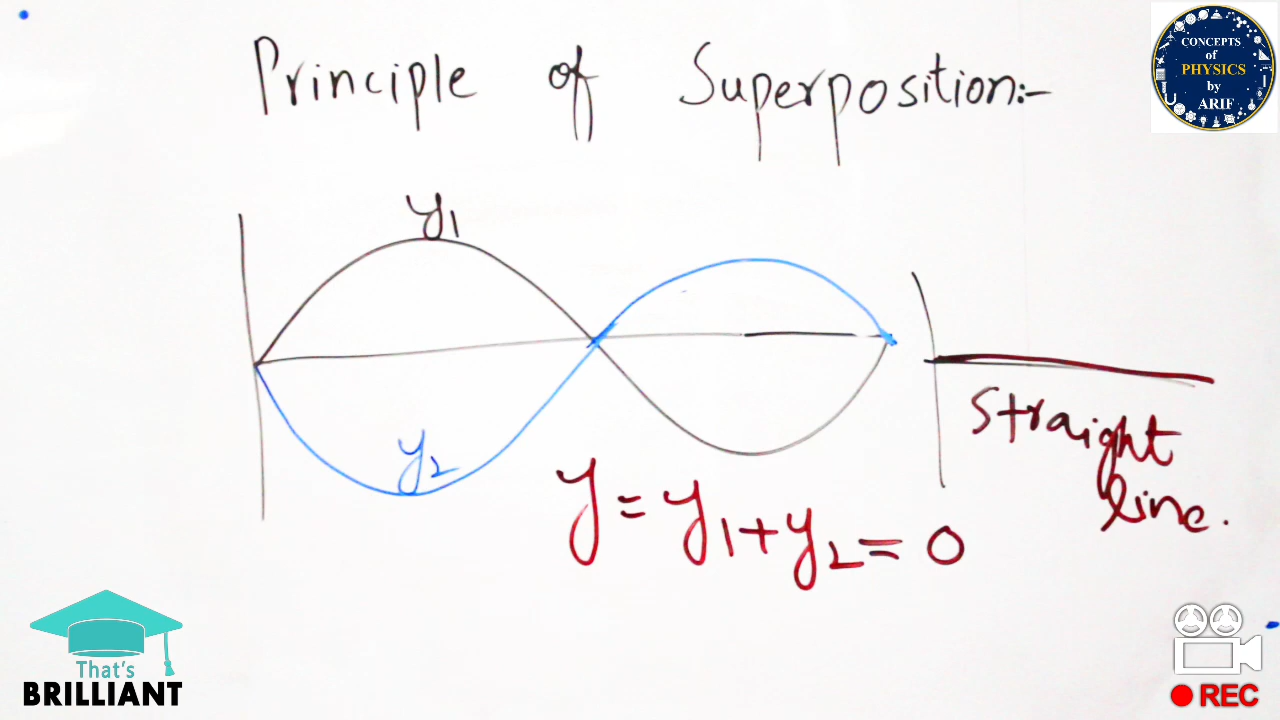 Principle of Superposition:-
CONCEPTS
of
PHYSICS
by
ARIF
y1
y2
y = y1 + y2 = 0
Straight
line.
That's
BRILLIANT
REC